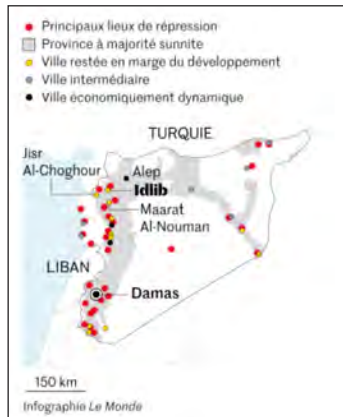 Principaux lieux de répression
Province à majorité sunnite
Ville restée en marge du développement
Ville intermédiaire
Ville économiquement dynamique
TURQUIE
Jisr
Al-Choghour
Alep
Idlib
Maarat
Al-Nouman
LIBAN
Damas
150 km
Infographie Le Monde